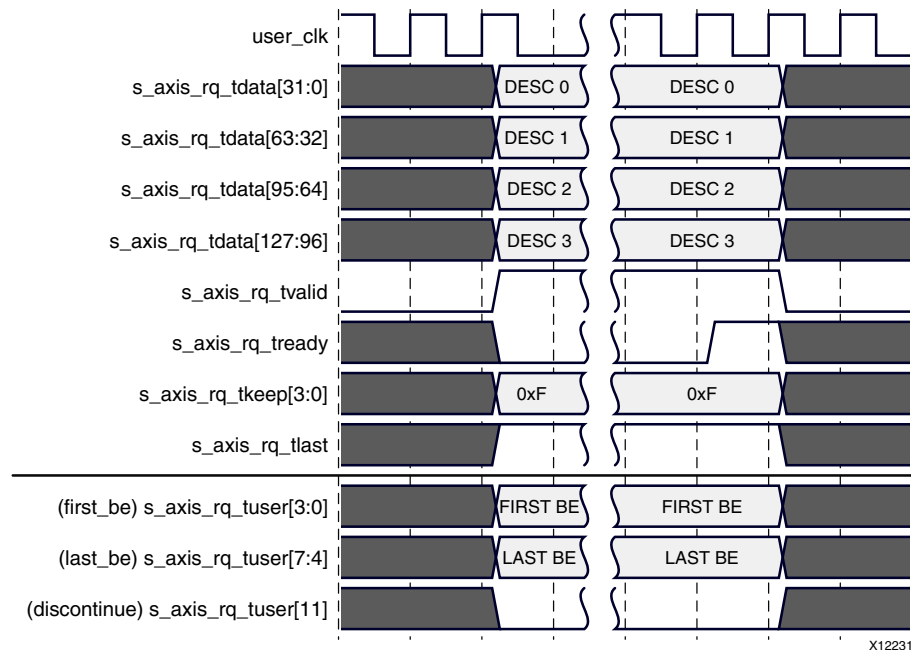 user_clk
s_axis_rq_tdata[31:0] DESC 0 DESC 0
s_axis_rq_tdata[63:32] DESC 1 DESC 1
s_axis_rq_tdata[95:64] DESC 2 DESC 2
s_axis_rq_tdata[127:96] DESC 3 DESC 3
s_axis_rq_tvalid
s_axis_rq_tready
s_axis_rq_tkeep[3:0] 0xF 0xF
s_axis_rq_tlast
(first_be) s_axis_rq_tuser[3:0] FIRST BE FIRST BE
(last_be) s_axis_rq_tuser[7:4] LAST BE LAST BE
(discontinue) s_axis_rq_tuser[11]
X12231